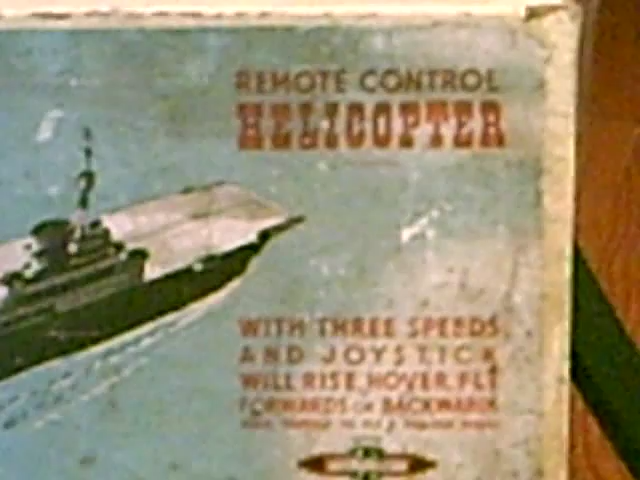 REMOTE CONTROL
HELICOPTER
WITH THREE SPEEDS
AND JOYSTICK
WILL RISE, HOVER, FLY
FORWARDS OR BACKWARDS